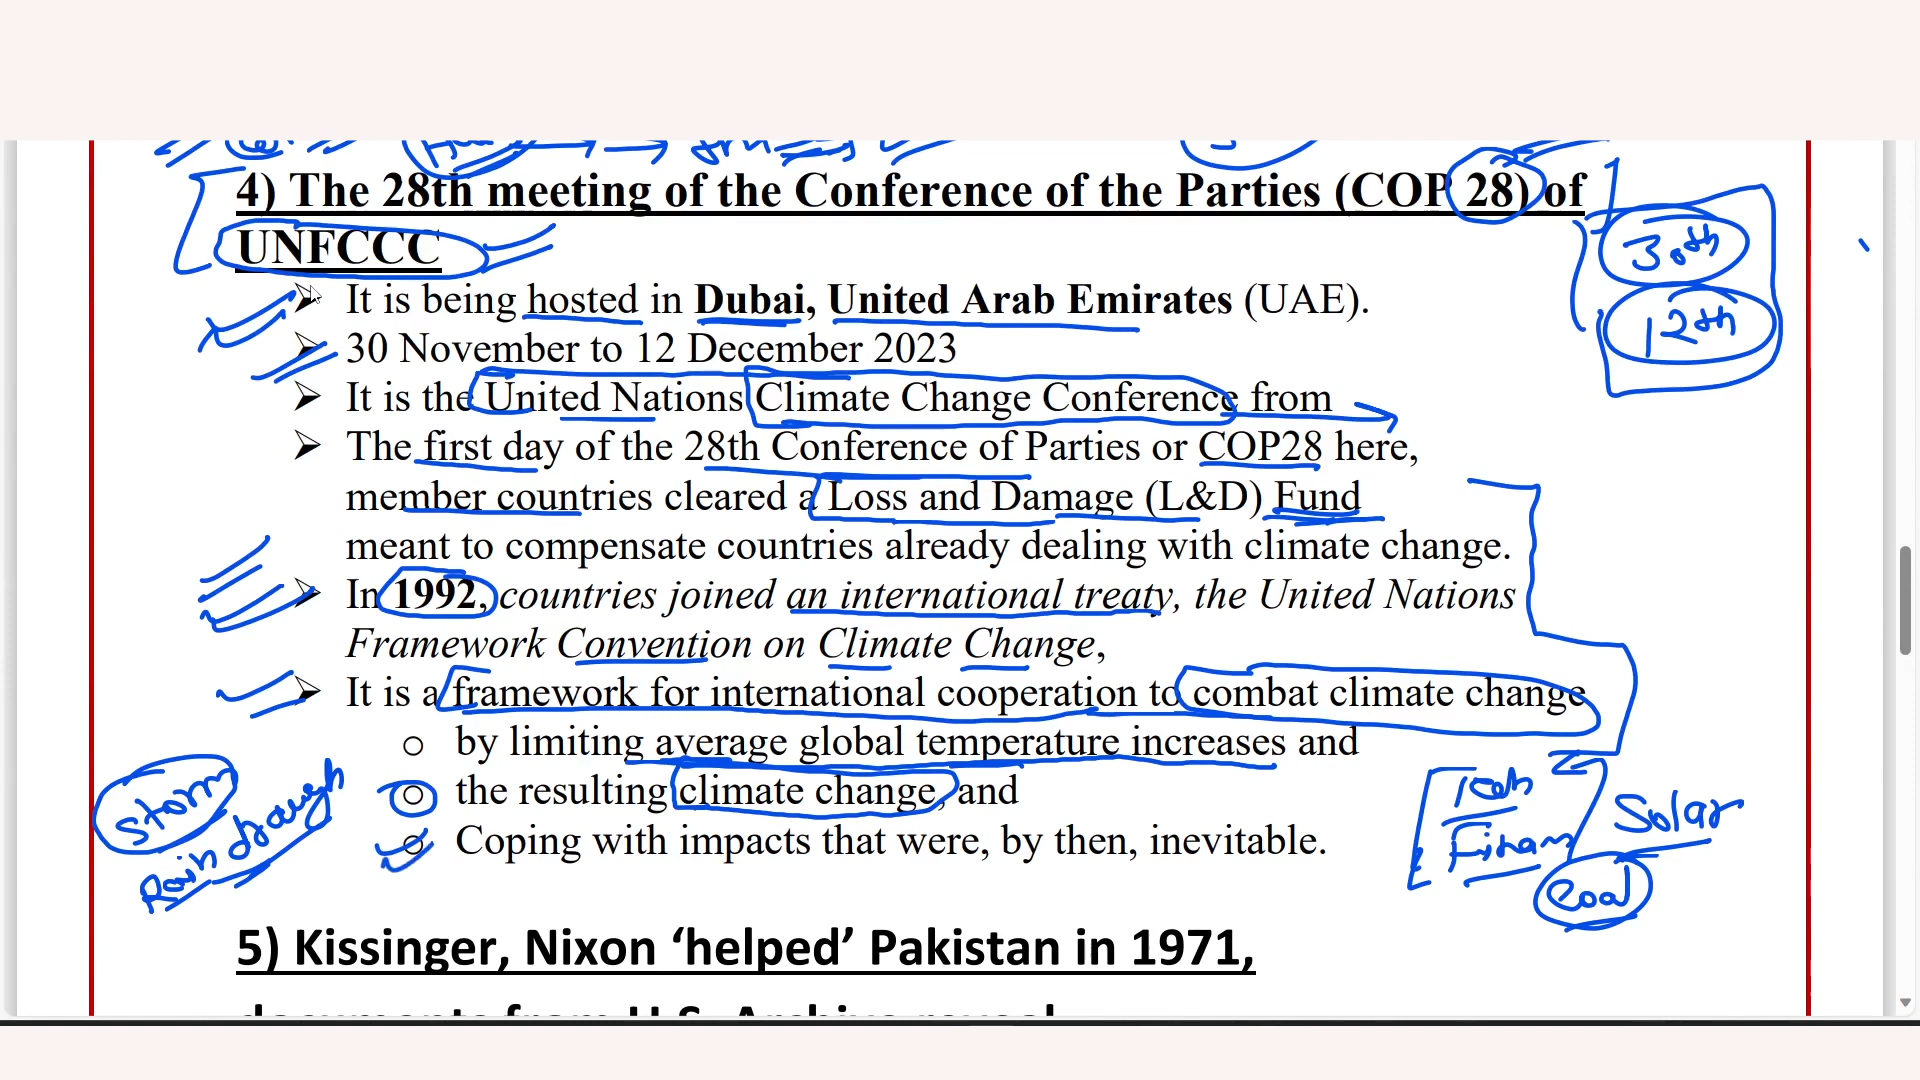 4) The 28th meeting of the Conference of the Parties (COP 28) of
UNFCCC
30th
12th
➢ It is being hosted in Dubai, United Arab Emirates (UAE).
➢ 30 November to 12 December 2023
➢ It is the United Nations Climate Change Conference from
➢ The first day of the 28th Conference of Parties or COP28 here,
member countries cleared a Loss and Damage (L&D) Fund
meant to compensate countries already dealing with climate change.
➢ In 1992, countries joined an international treaty, the United Nations
Framework Convention on Climate Change,
➢ It is a framework for international cooperation to combat climate change
o by limiting average global temperature increases and
o the resulting climate change, and
o Coping with impacts that were, by then, inevitable.
Storm
Rain
Solar
Coal
5) Kissinger, Nixon ‘helped’ Pakistan in 1971,
documents from U.S. Archive reveal